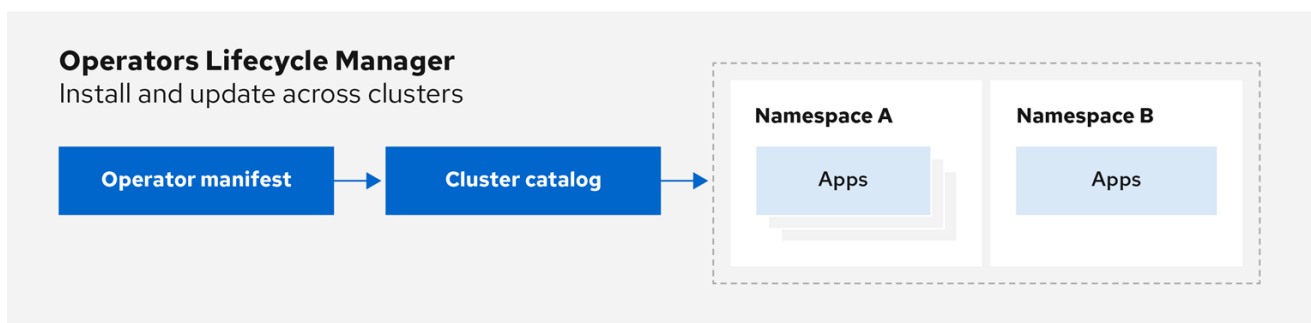 Operators Lifecycle Manager
Install and update across clusters
Operator manifest
Cluster catalog
Namespace A
Apps
Namespace B
Apps